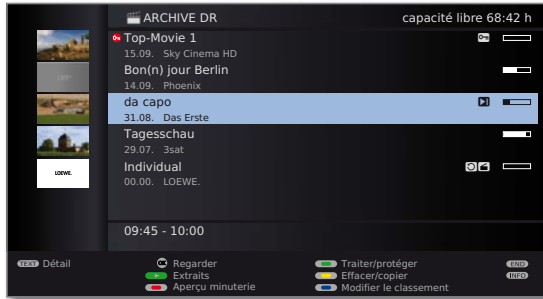 ARCHIVE DR capacité libre 68:42 h
Top-Movie 1
15.09. Sky Cinema HD
OFF
Bon(n) jour Berlin
14.09. Phoenix
da capo
31.08. Das Erste
Tagesschau
29.07. 3sat
LOEWE.
Individual
00.00. LOEWE.
09:45 - 10:00
TEXT Détail
OK Regarder
Traiter/protéger
END
Extraits
Effacer/copier
INFO
Aperçu minuterie
Modifier le classement